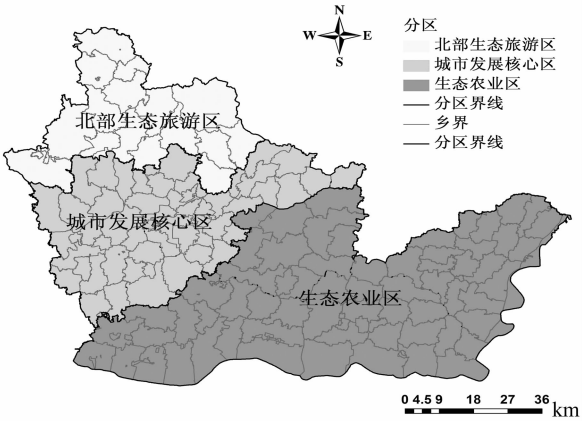 N
W E
S
分区
北部生态旅游区
城市发展核心区
生态农业区
分区界线
乡界
分区界线
北部生态旅游区
城市发展核心区
生态农业区
0 4.5 9 18 27 36 km